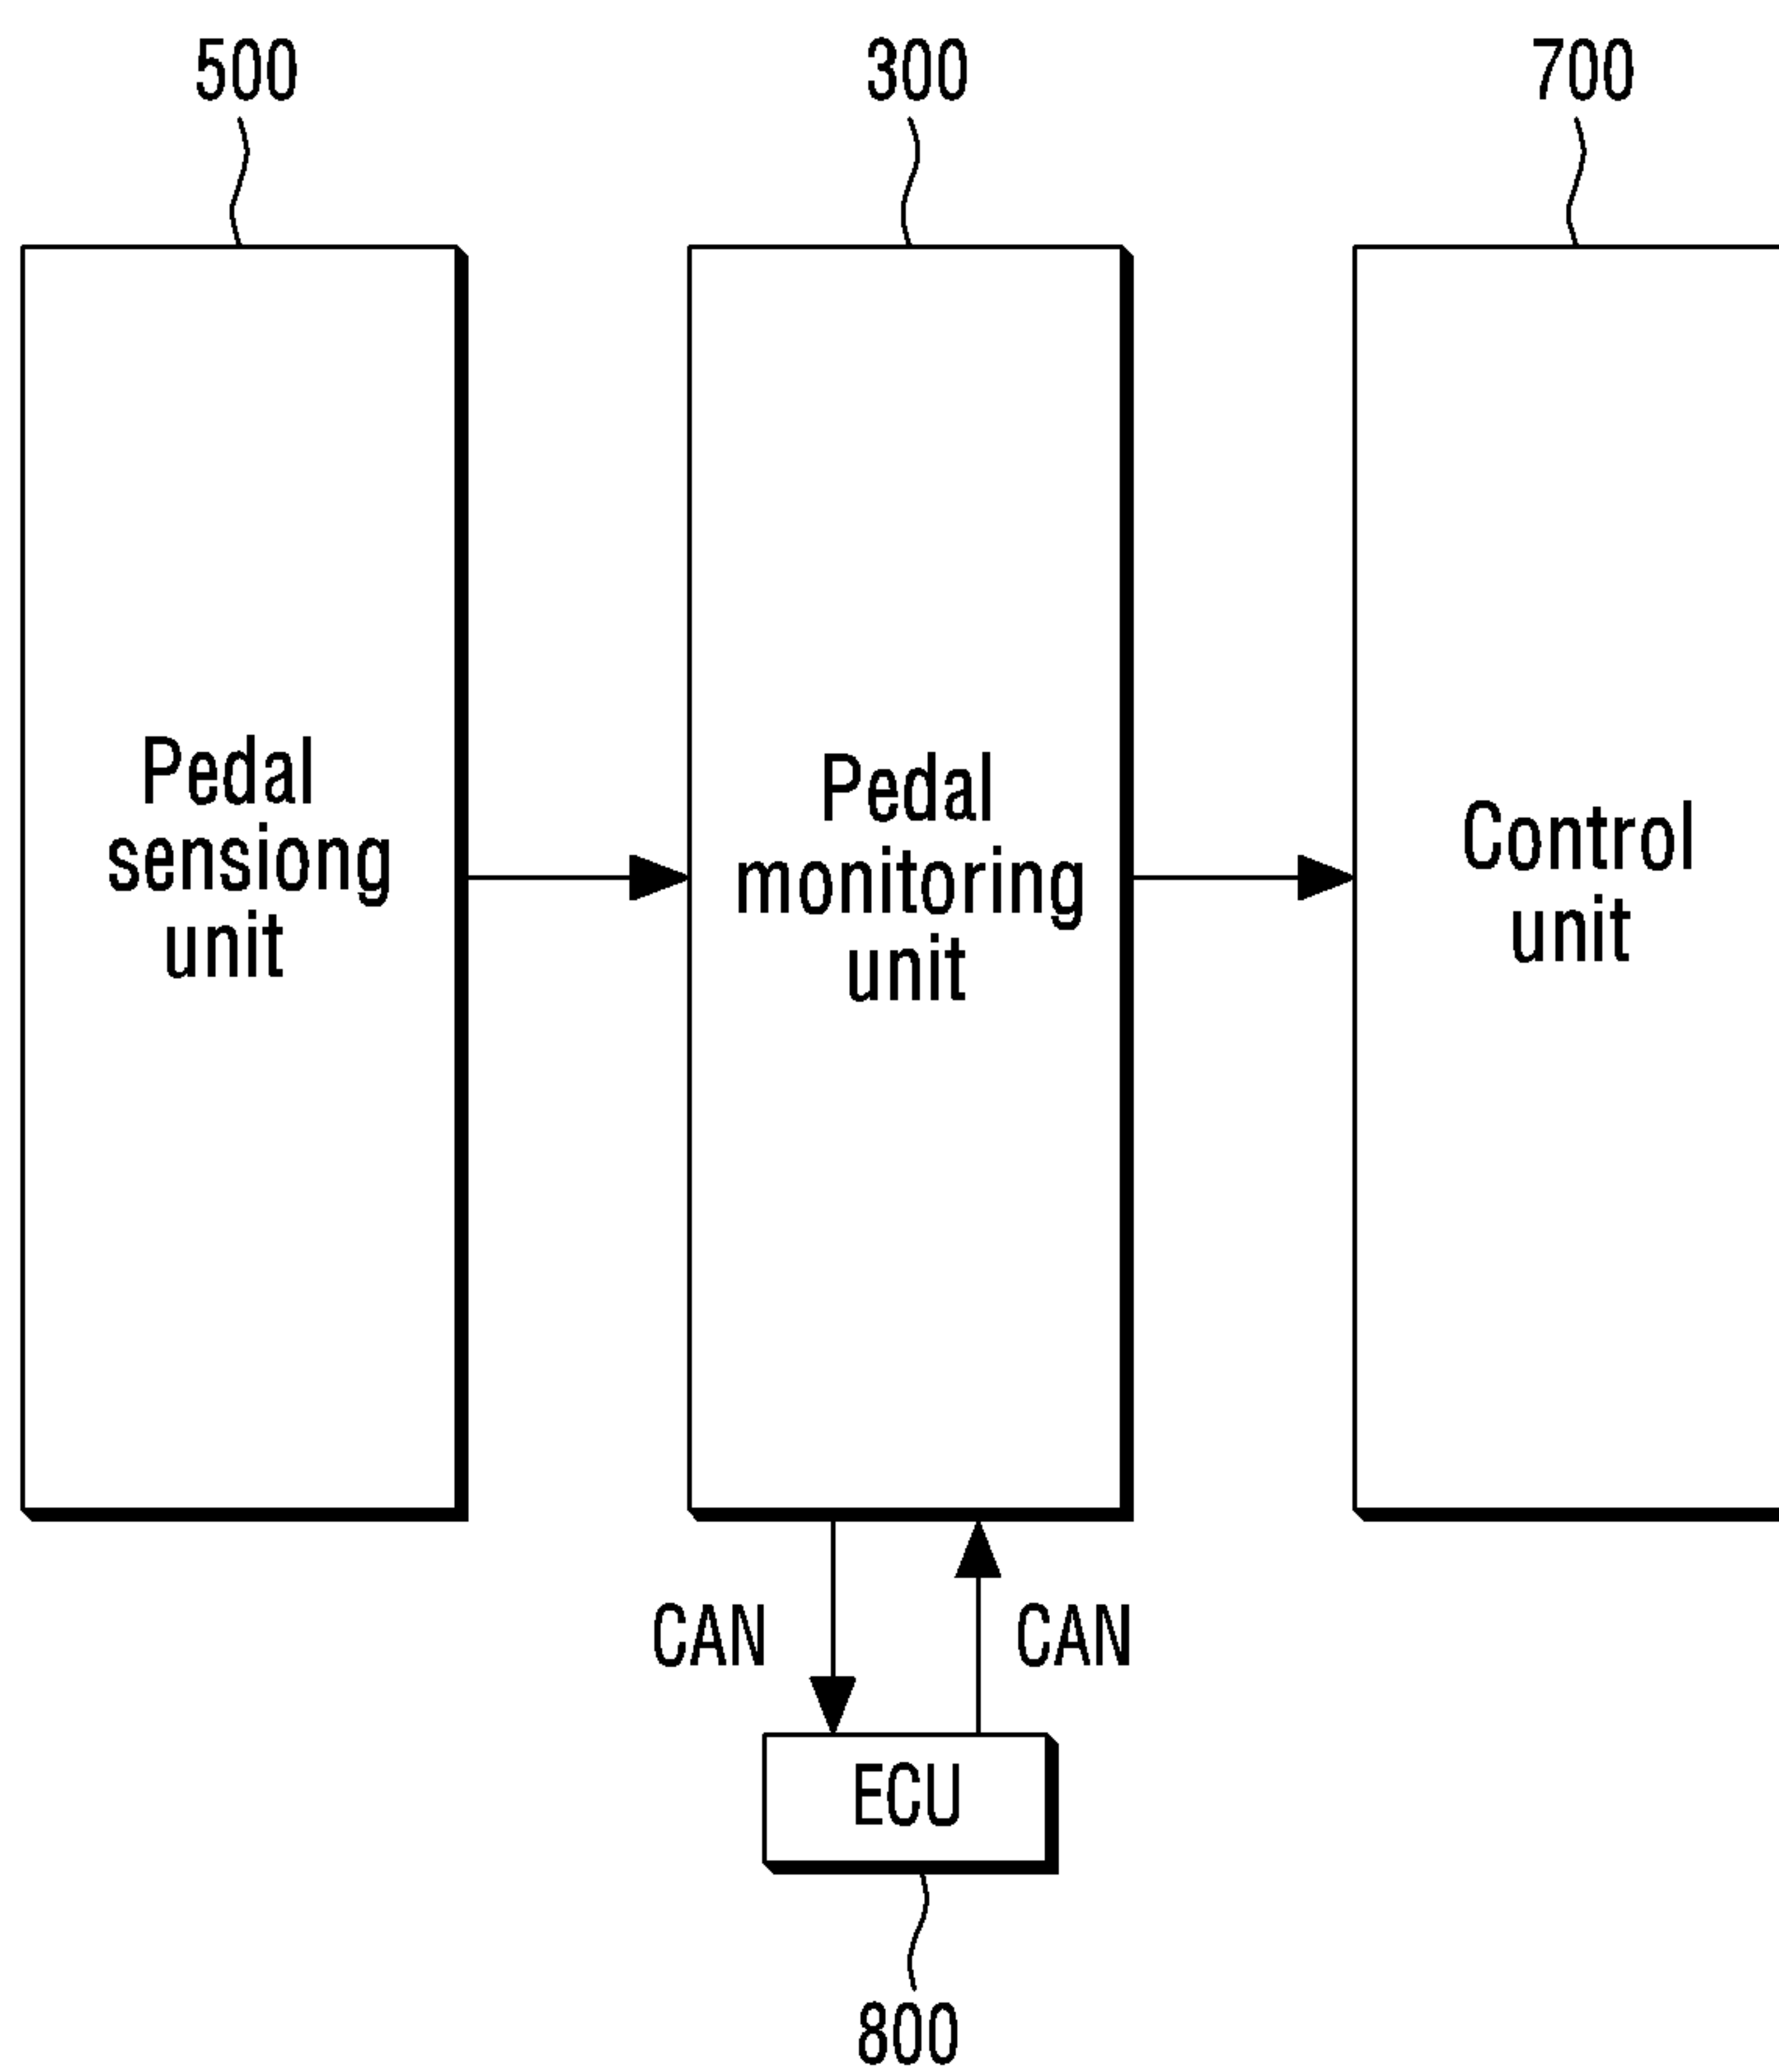 500
300
700
Pedal
sensiong
unit
Pedal
monitoring
unit
Control
unit
CAN
CAN
ECU
800